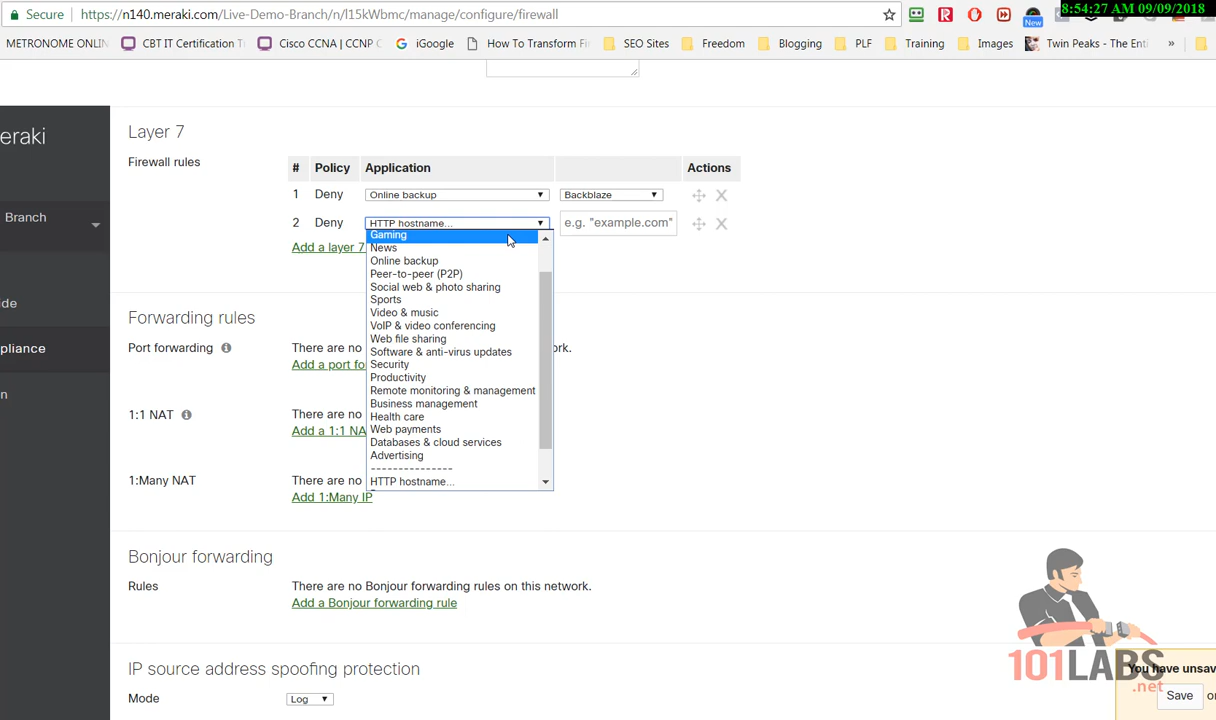 8:54:27 AM 09/09/2018
Secure https://n140.meraki.com/Live-Demo-Branch/n/l15kWbmc/manage/configure/firewall
New
METRONOME ONLIN CBT IT Certification T Cisco CCNA | CCNP C iGoogle How To Transform Fi SEO Sites Freedom Blogging PLF Training Images Twin Peaks - The Enti »
eraki
Branch
ide
pliance
n
Layer 7
Firewall rules
# Policy Application Actions
1 Deny Online backup Backblaze
2 Deny HTTP hostname... e.g. "example.com"
Add a layer 7
Gaming
News
Online backup
Peer-to-peer (P2P)
Social web & photo sharing
Sports
Video & music
VoIP & video conferencing
Web file sharing
Software & anti-virus updates
Security
Productivity
Remote monitoring & management
Business management
Health care
Web payments
Databases & cloud services
Advertising
---------------
HTTP hostname...
Forwarding rules
Port forwarding There are no rk.
Add a port fo
1:1 NAT There are no
Add a 1:1 NA
1:Many NAT There are no
Add 1:Many IP
Bonjour forwarding
Rules There are no Bonjour forwarding rules on this network.
Add a Bonjour forwarding rule
IP source address spoofing protection
Mode Log
101LABS
.net
You have unsav
Save or